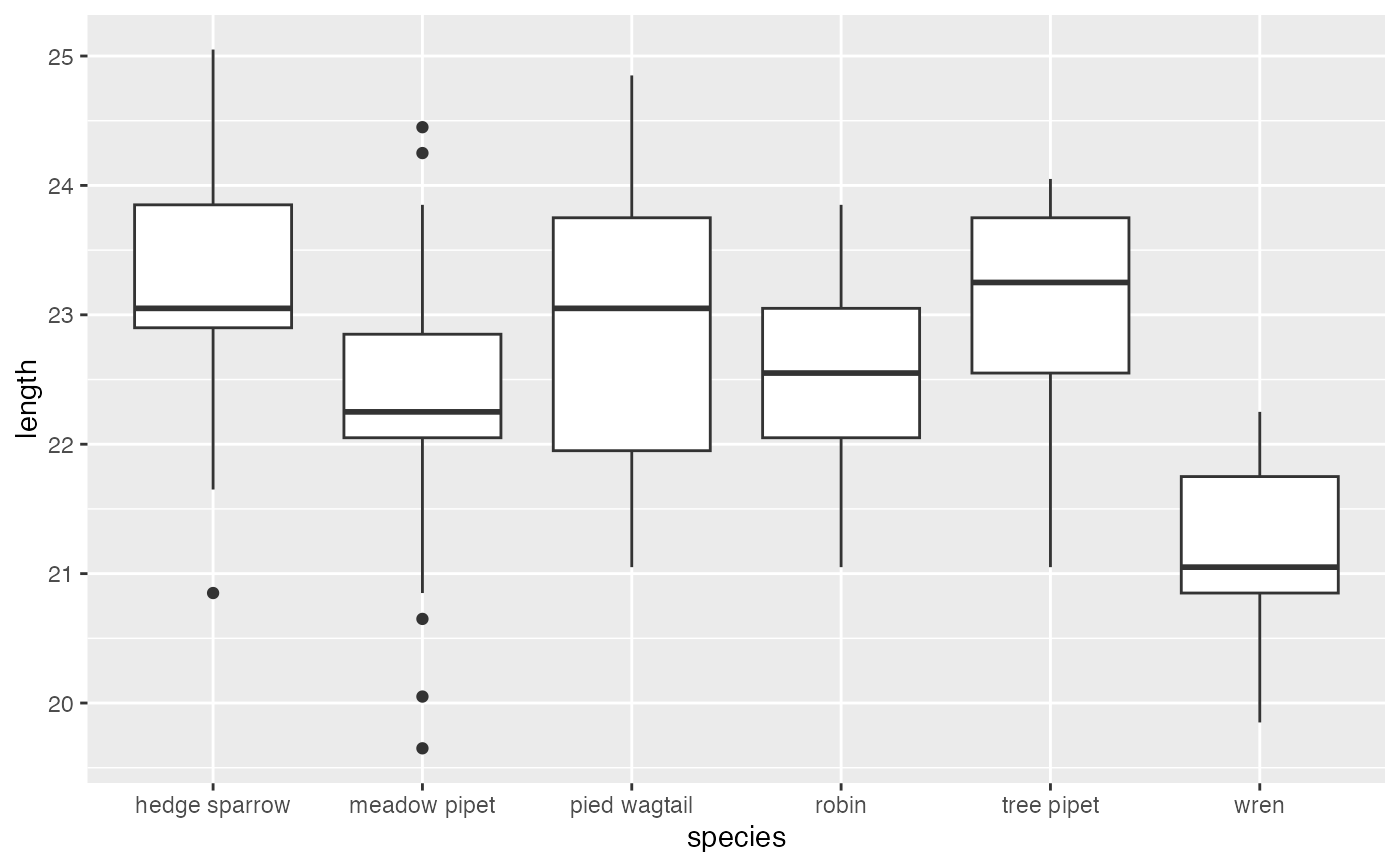 25
24
23
22
21
20
length
hedge sparrow meadow pipet pied wagtail robin tree pipet wren
species